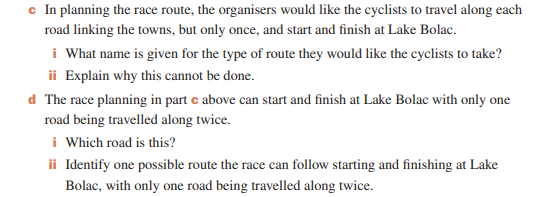 c In planning the race route, the organisers would like the cyclists to travel along each
road linking the towns, but only once, and start and finish at Lake Bolac.
i What name is given for the type of route they would like the cyclists to take?
ii Explain why this cannot be done.
d The race planning in part c above can start and finish at Lake Bolac with only one
road being travelled along twice.
i Which road is this?
ii Identify one possible route the race can follow starting and finishing at Lake
Bolac, with only one road being travelled along twice.